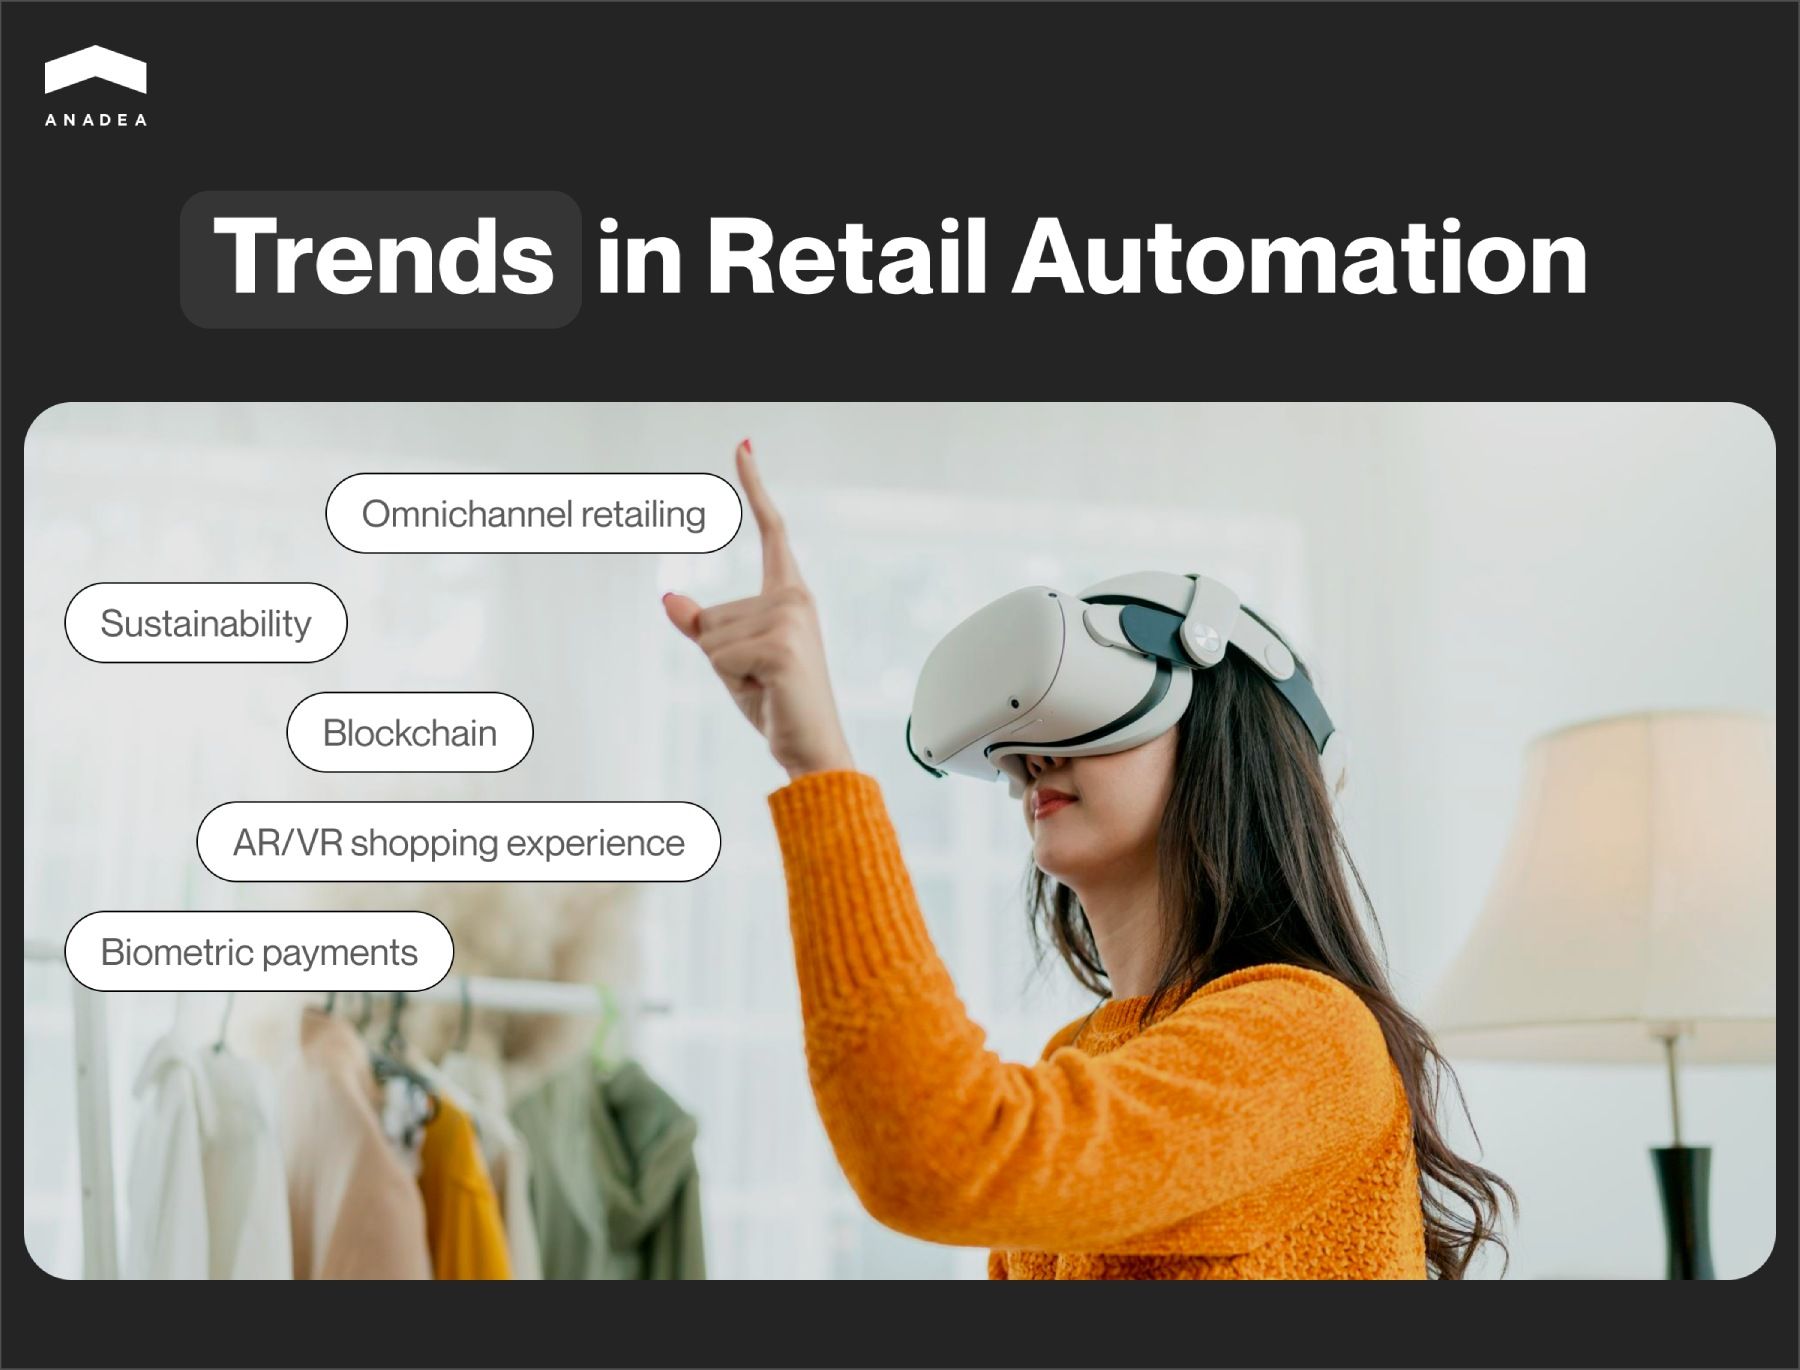 ANADEA
Trends in Retail Automation
Omnichannel retailing
Sustainability
Blockchain
AR/VR shopping experience
Biometric payments